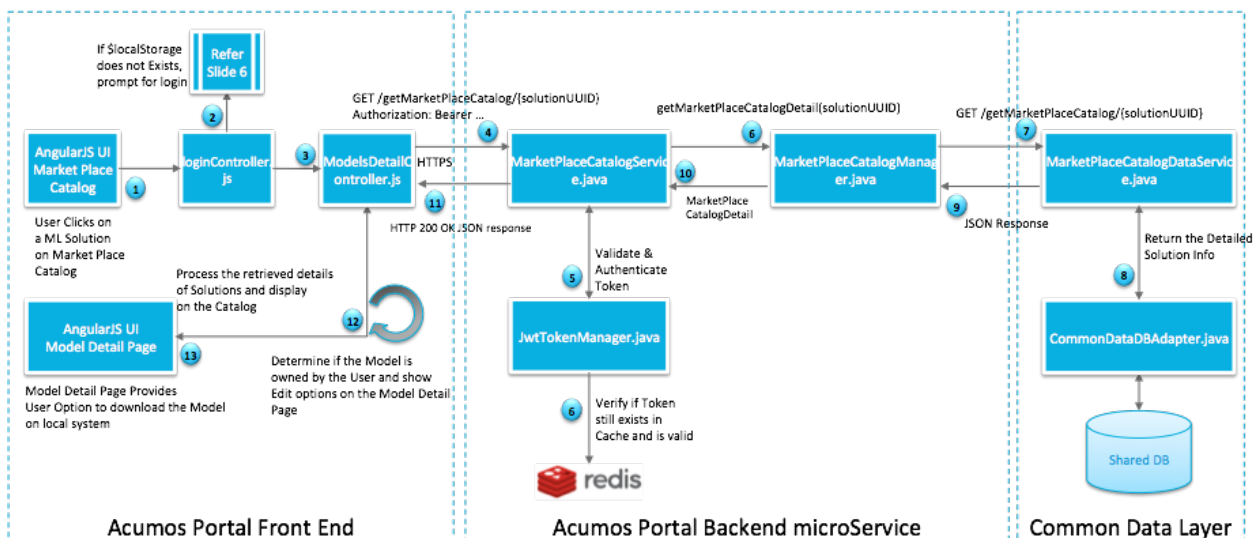 If $localStorage
does not Exists,
prompt for login
Refer
Slide 6
2
AngularJS UI
Market Place
Catalog
1
loginController.
js
3
ModelsDetailC
ontroller.js
GET /getMarketPlaceCatalog/{solutionUUID}
Authorization: Bearer ...
4
HTTPS
11
HTTP 200 OK JSON response
MarketPlaceCatalogServic
e.java
getMarketPlaceCatalogDetail(solutionUUID)
6
10
MarketPlace
CatalogDetail
MarketPlaceCatalogManag
er.java
GET /getMarketPlaceCatalog/{solutionUUID}
7
9
JSON Response
MarketPlaceCatalogDataServic
e.java
User Clicks on
a ML Solution
on Market Place
Catalog
Process the retrieved details
of Solutions and display
on the Catalog
12
AngularJS UI
Model Detail Page
13
Model Detail Page Provides
User Option to download the Model
on local system
Determine if the Model is
owned by the User and show
Edit options on the Model Detail
Page
5
Validate &
Authenticate
Token
JwtTokenManager.java
6
Verify if Token
still exists in
Cache and is valid
redis
Return the Detailed
Solution Info
8
CommonDataDBAdapter.java
Shared DB
Acumos Portal Front End
Acumos Portal Backend microService
Common Data Layer